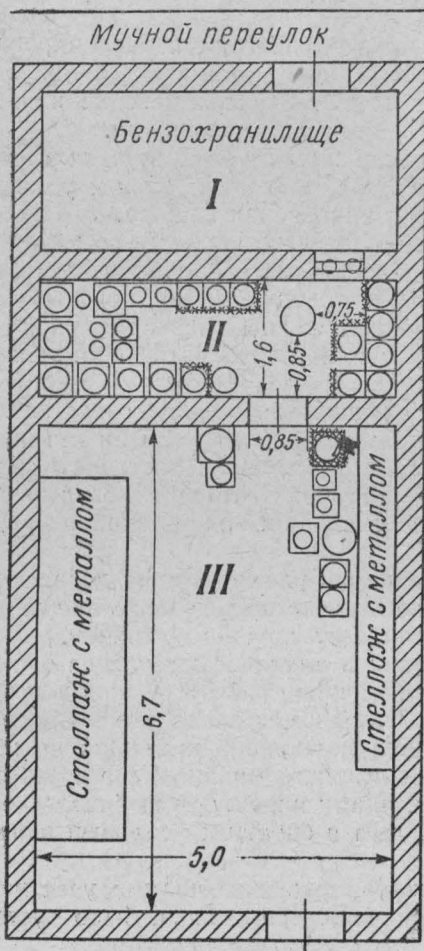 Мучной переулок
Бензохранилище
I
II
1,6
0,85
0,75
0,85
III
Стеллаж с металлом
Стеллаж с металлом
6,7
5,0